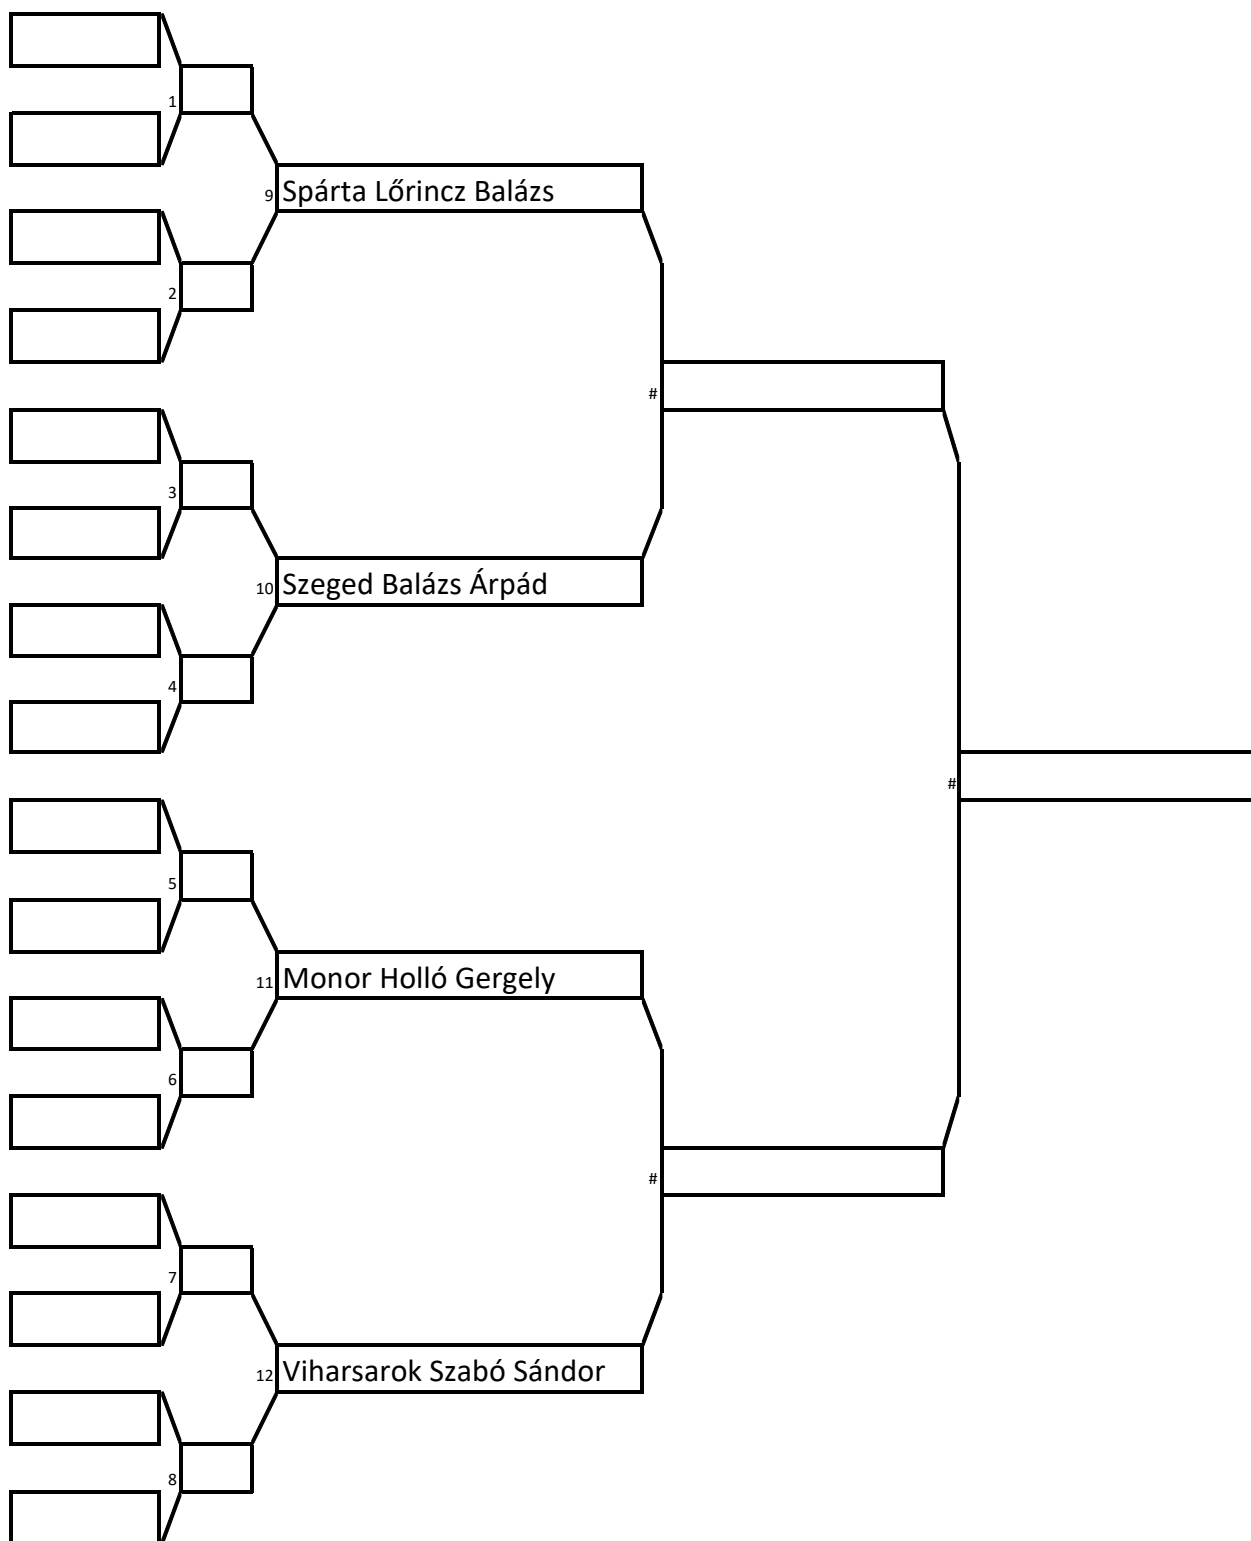 1
9 Spárta Lőrincz Balázs
2
#
3
10 Szeged Balázs Árpád
4
#
5
11 Monor Holló Gergely
6
#
7
12 Viharsarok Szabó Sándor
8